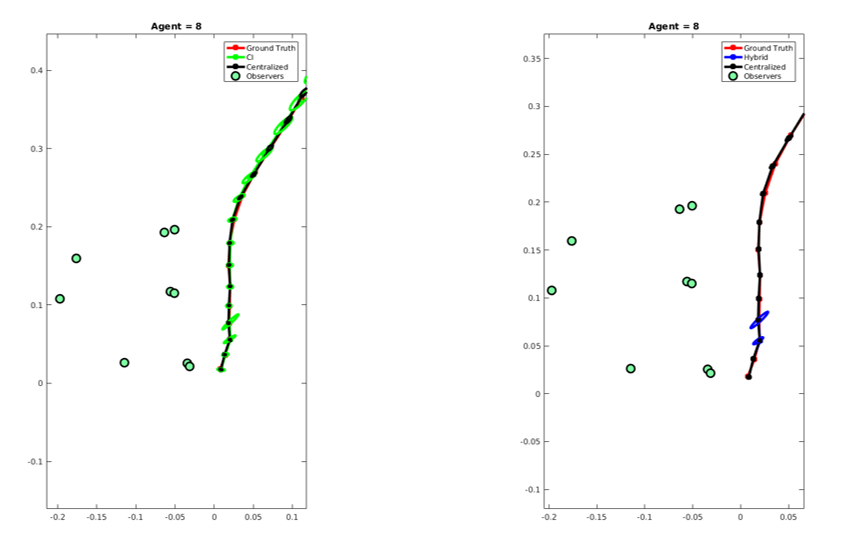 Agent = 8
Ground Truth
CI
Centralized
Observers
0.4
0.3
0.2
0.1
0
-0.1
-0.2
-0.15
-0.1
-0.05
0
0.05
0.1
Agent = 8
Ground Truth
Hybrid
Centralized
Observers
0.35
0.3
0.25
0.2
0.15
0.1
0.05
0
-0.05
-0.1
-0.2
-0.15
-0.1
-0.05
0
0.05